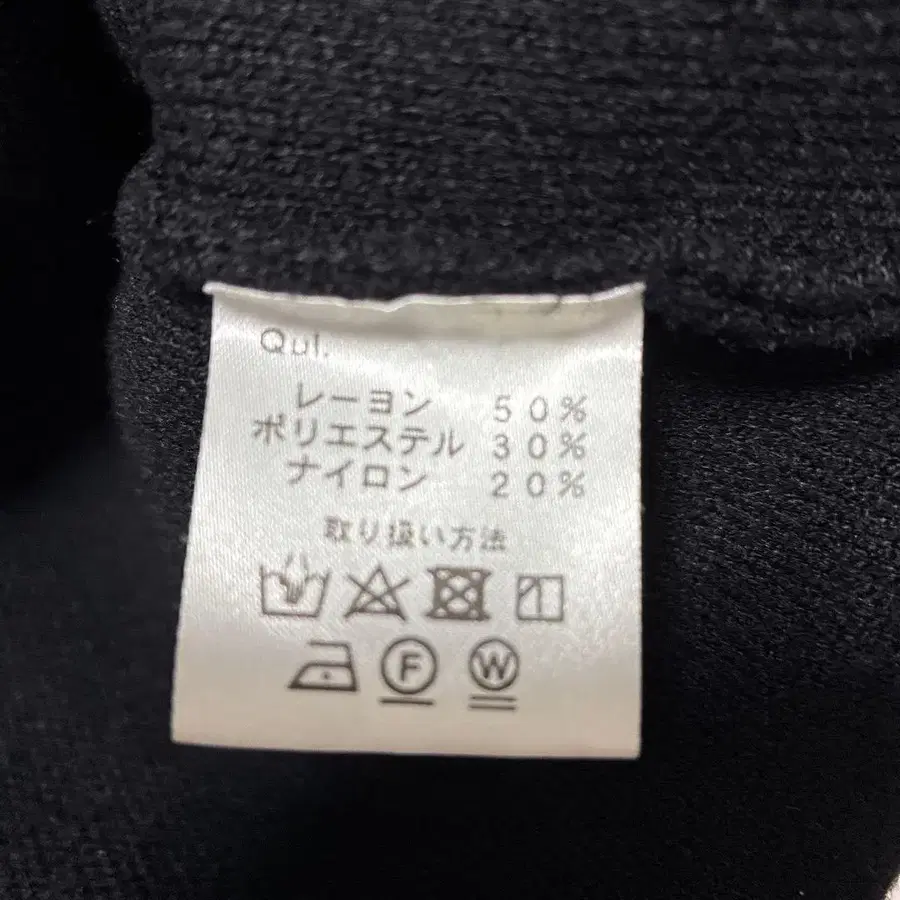 Qul.
レーヨン 50%
ポリエステル 30%
ナイロン 20%
取り扱い方法
F W